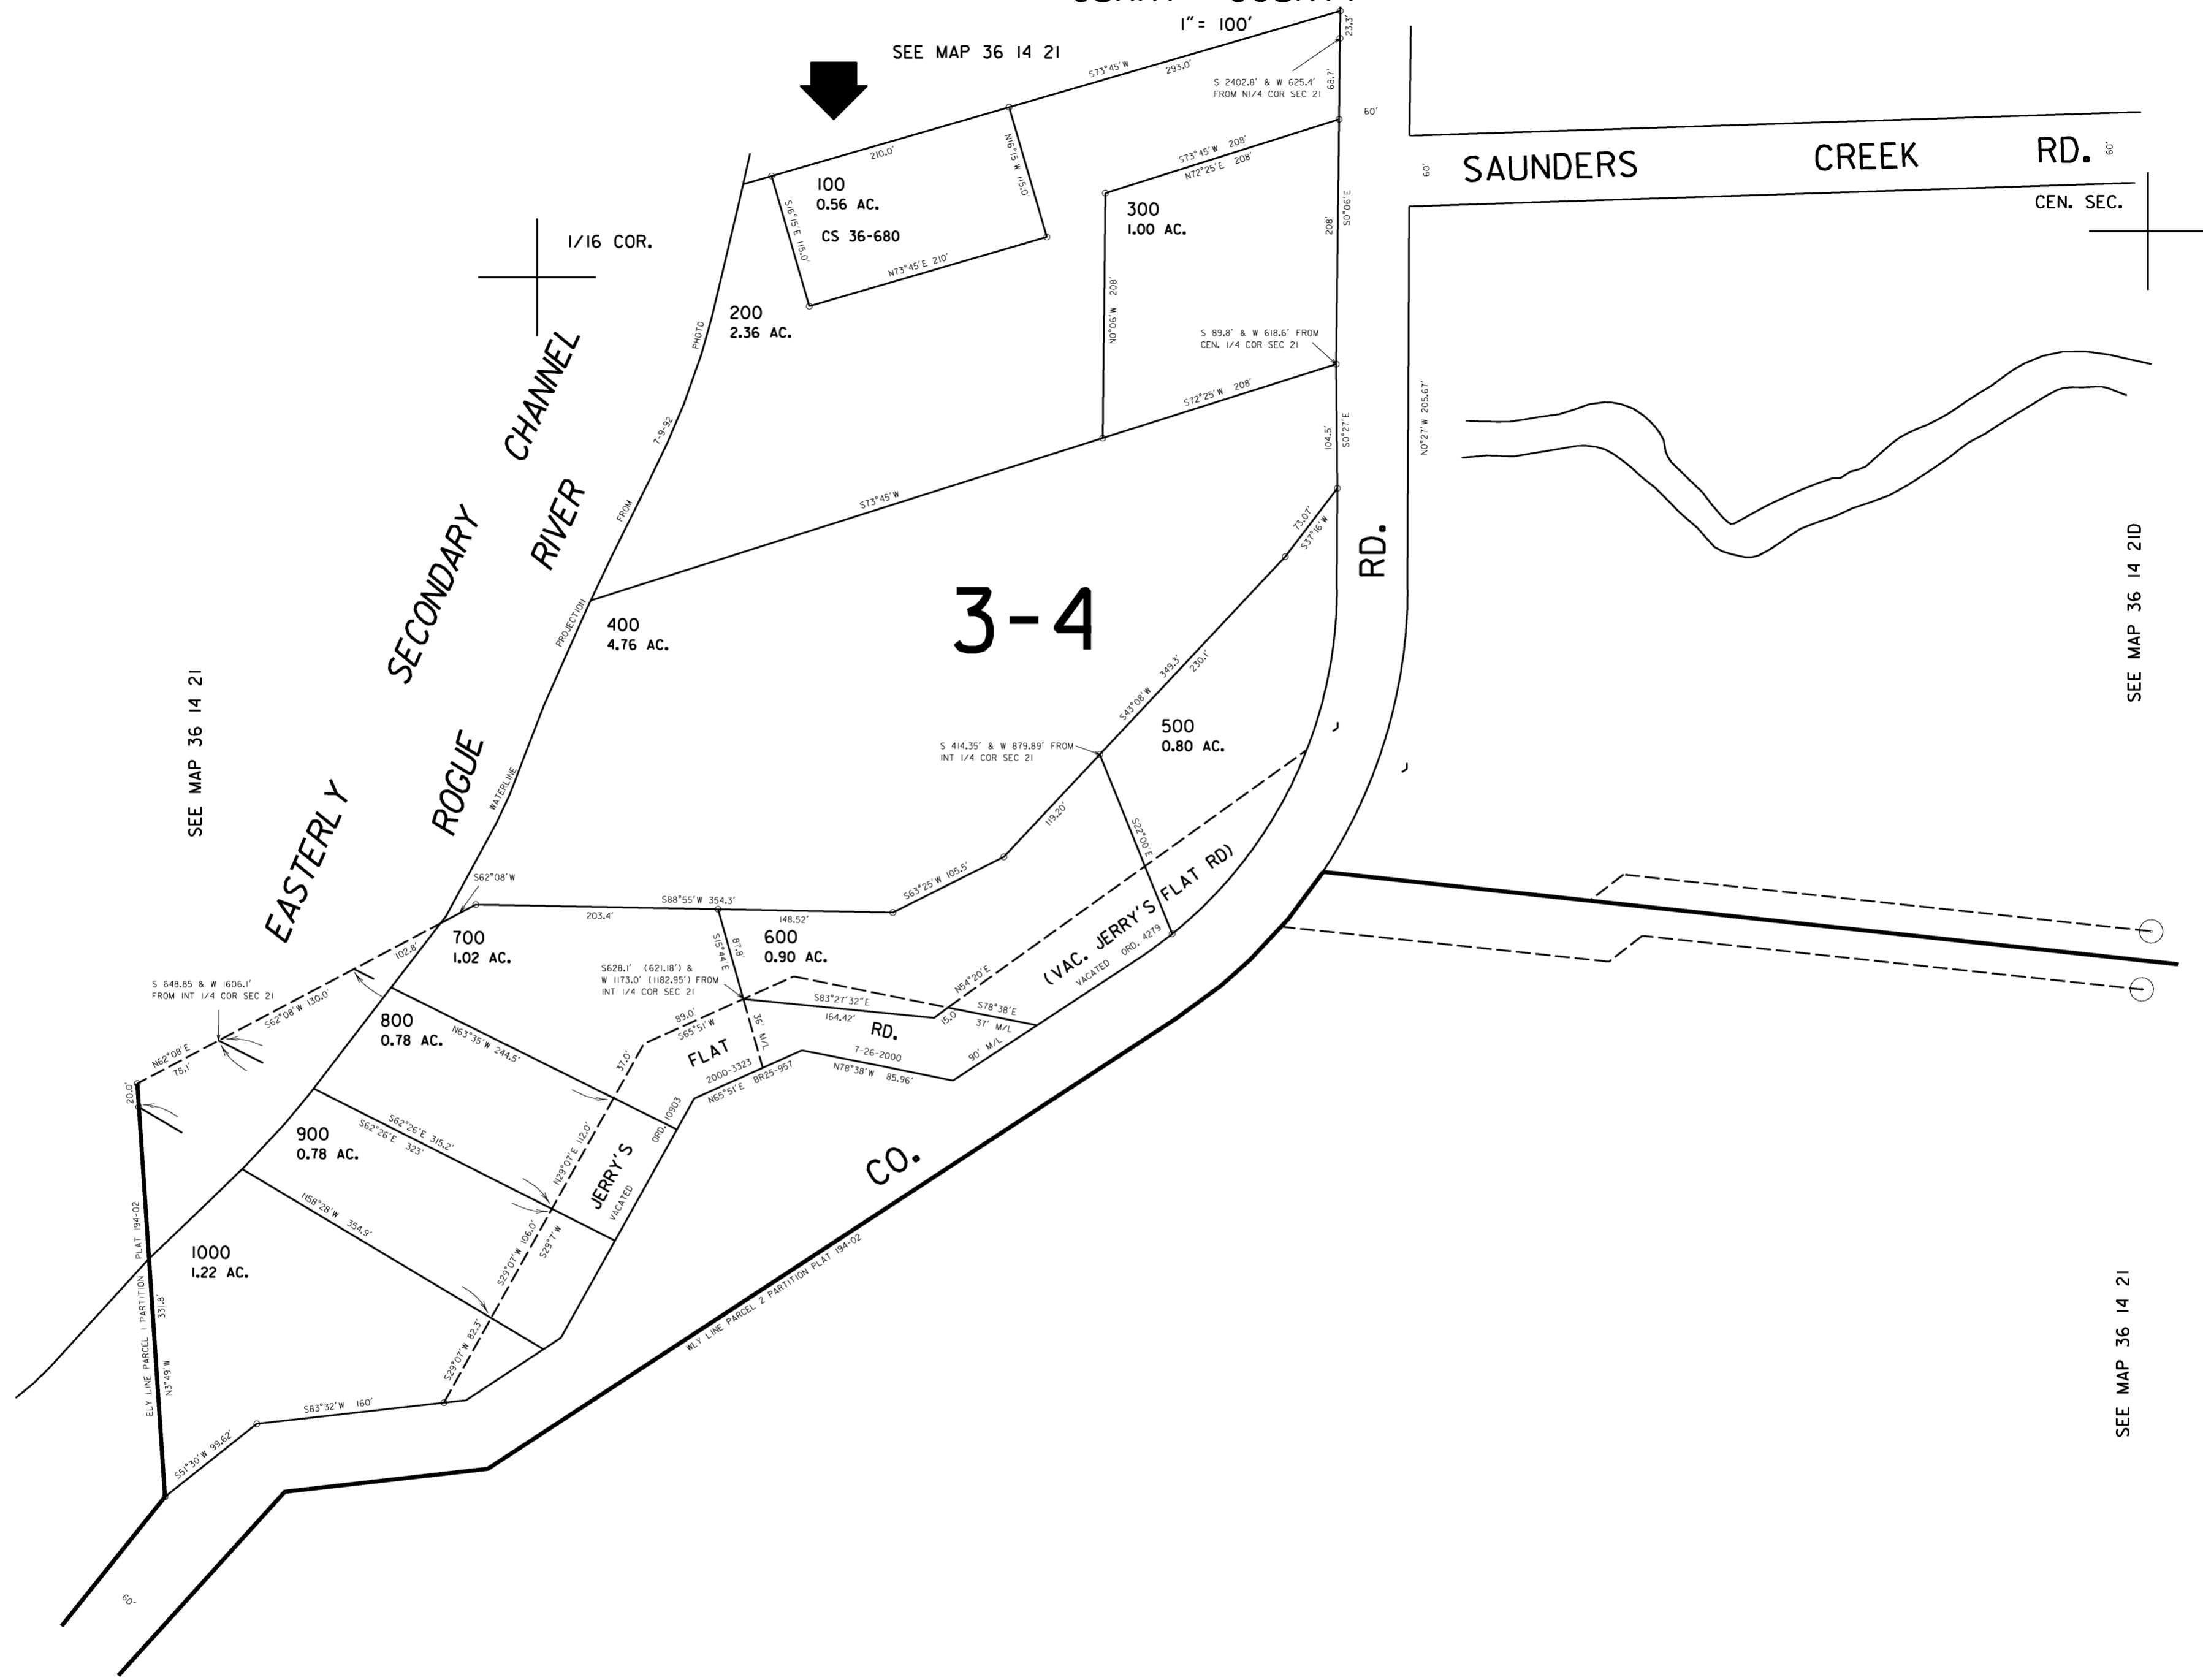 1"= 100'
SEE MAP 36 14 21
S73°45'W
293.0'
23.3'
S 2402.8' & W 625.4'
FROM N1/4 COR SEC 21
68.7'
60'
210.0'
N16°15'W 115.0'
100
0.56 AC.
CS 36-680
S16°15'E 115.0'
N73°45'E 210'
S73°45'W 208'
N72°25'E 208'
300
1.00 AC.
N0°06'W 208'
208'
S0°06'E
60'
SAUNDERS CREEK RD.
60'
CEN. SEC.
1/16 COR.
200
2.36 AC.
S 89.8' & W 618.6' FROM
CEN. 1/4 COR SEC 21
S72°25'W 208'
104.5'
S0°27'E
N0°27'W 205.67'
EASTERLY SECONDARY CHANNEL
ROGUE RIVER
WATERLINE PROJECTION FROM PHOTO
7-9-92
S73°45'W
73.07'
S37°16'W
RD.
3-4
400
4.76 AC.
SEE MAP 36 14 21D
SEE MAP 36 14 21
S43°08'W 349.3'
230.1'
500
0.80 AC.
S 414.35' & W 879.89' FROM
INT 1/4 COR SEC 21
119.20'
S22°00'E
S62°08'W
S88°55'W 354.3'
203.4'
148.52'
S63°25'W 105.5'
700
1.02 AC.
102.8'
S15°44'E
87.8'
600
0.90 AC.
N54°20'E
(VAC. JERRY'S FLAT RD)
VACATED ORD. 4279
S628.1' (621.18') &
W 1173.0' (1182.95') FROM
INT 1/4 COR SEC 21
S 648.85 & W 1606.1'
FROM INT 1/4 COR SEC 21
S62°08'W 130.0'
N62°08'E
78.1'
20.0'
800
0.78 AC.
N63°35'W 244.5'
89.0'
S65°51'W
37.0'
36' M/L
S83°27'32"E
164.42'
15.0'
S78°38'E
37' M/L
90' M/L
FLAT
RD.
7-26-2000
N78°38'W 85.96'
2000-3323
N65°51'E BR25-957
ORD. 10903
JERRY'S
VACATED
N29°07'E 112.0'
900
0.78 AC.
S62°26'E 315.2'
S62°26'E 323'
S29°07'W 106.0'
S29°7'W
N58°28'W 354.9'
CO.
WLY LINE PARCEL 2 PARTITION PLAT 194-02
1000
1.22 AC.
ELY LINE PARCEL 1 PARTITION PLAT 194-02
331.8'
N3°49'W
S29°07'W 82.3'
S83°32'W 160'
S51°30'W 99.62'
SEE MAP 36 14 21
60'